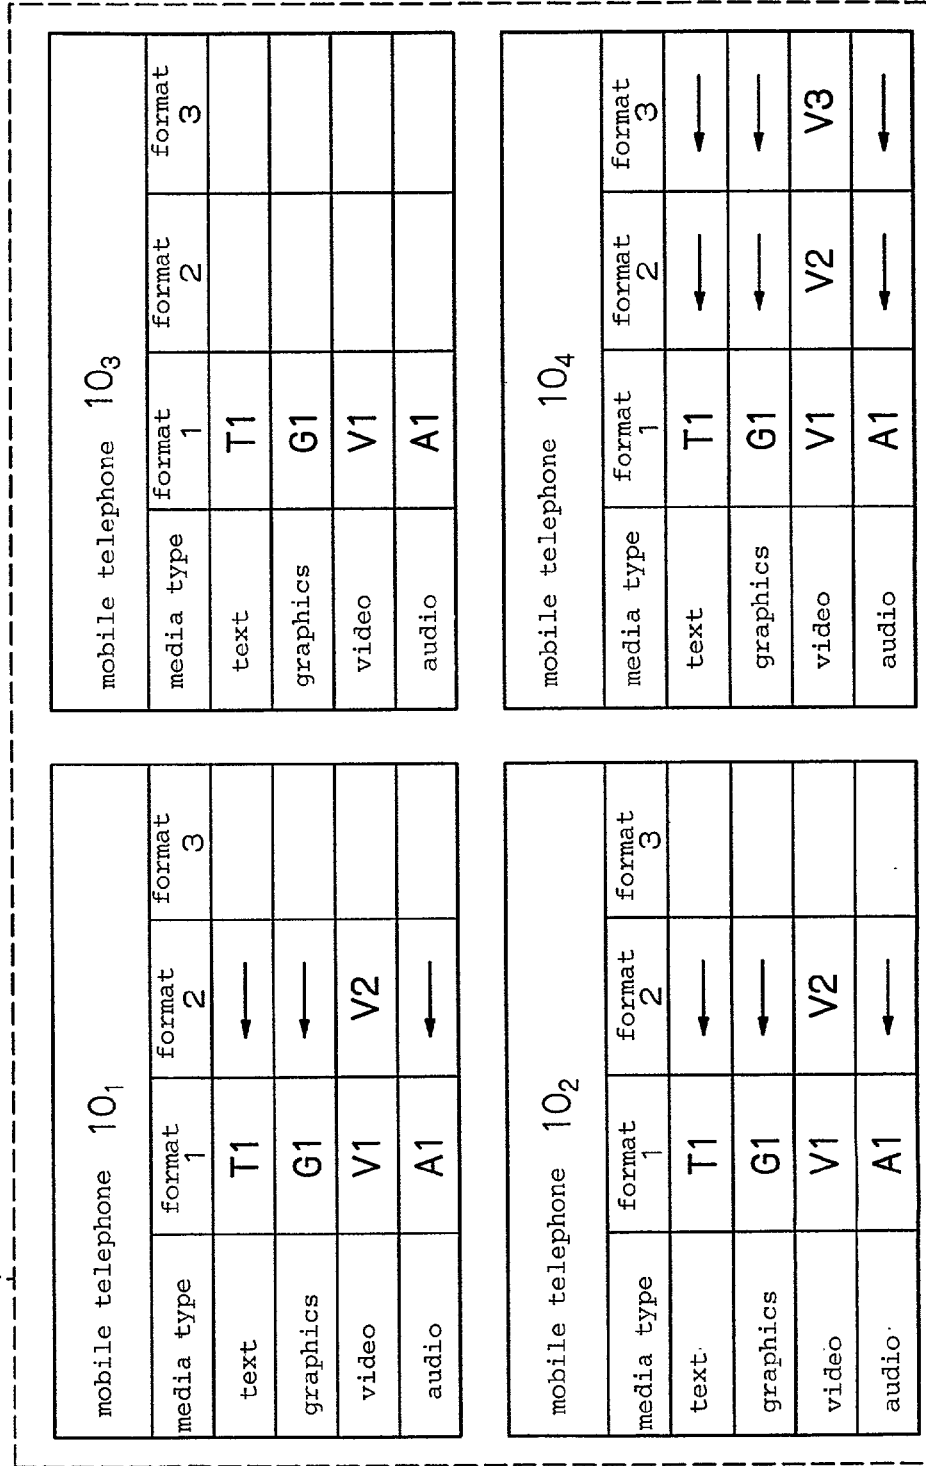 mobile telephone 10₁
media type format 1 format 2 format 3
text T1 ←
graphics G1 ←
video V1 V2
audio A1 ←
mobile telephone 10₃
media type format 1 format 2 format 3
text T1
graphics G1
video V1
audio A1
mobile telephone 10₂
media type format 1 format 2 format 3
text T1 ←
graphics G1 ←
video V1 V2
audio A1 ←
mobile telephone 10₄
media type format 1 format 2 format 3
text T1 ← ←
graphics G1 ← ←
video V1 V2 V3
audio A1 ← ←